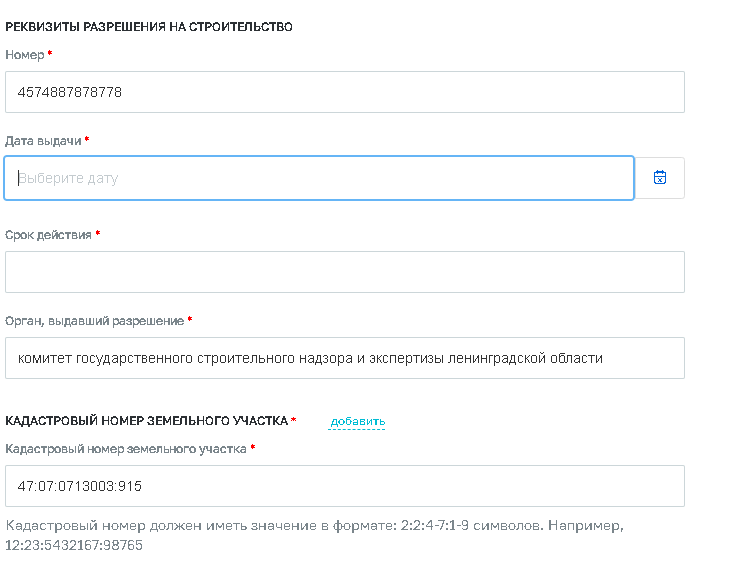 РЕКВИЗИТЫ РАЗРЕШЕНИЯ НА СТРОИТЕЛЬСТВО
Номер *
4574887878778
Дата выдачи *
Выберите дату
Срок действия *
Орган, выдавший разрешение *
комитет государственного строительного надзора и экспертизы ленинградской области
КАДАСТРОВЫЙ НОМЕР ЗЕМЕЛЬНОГО УЧАСТКА * добавить
Кадастровый номер земельного участка *
47:07:0713003:915
Кадастровый номер должен иметь значение в формате: 2:2:4-7:1-9 символов. Например,
12:23:5432167:98765